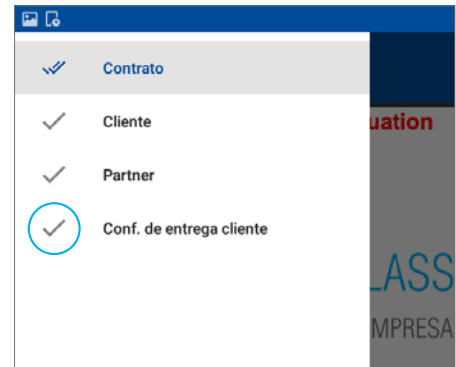 Contrato
Cliente
uation
Partner
Conf. de entrega cliente
LASS
MPRESA